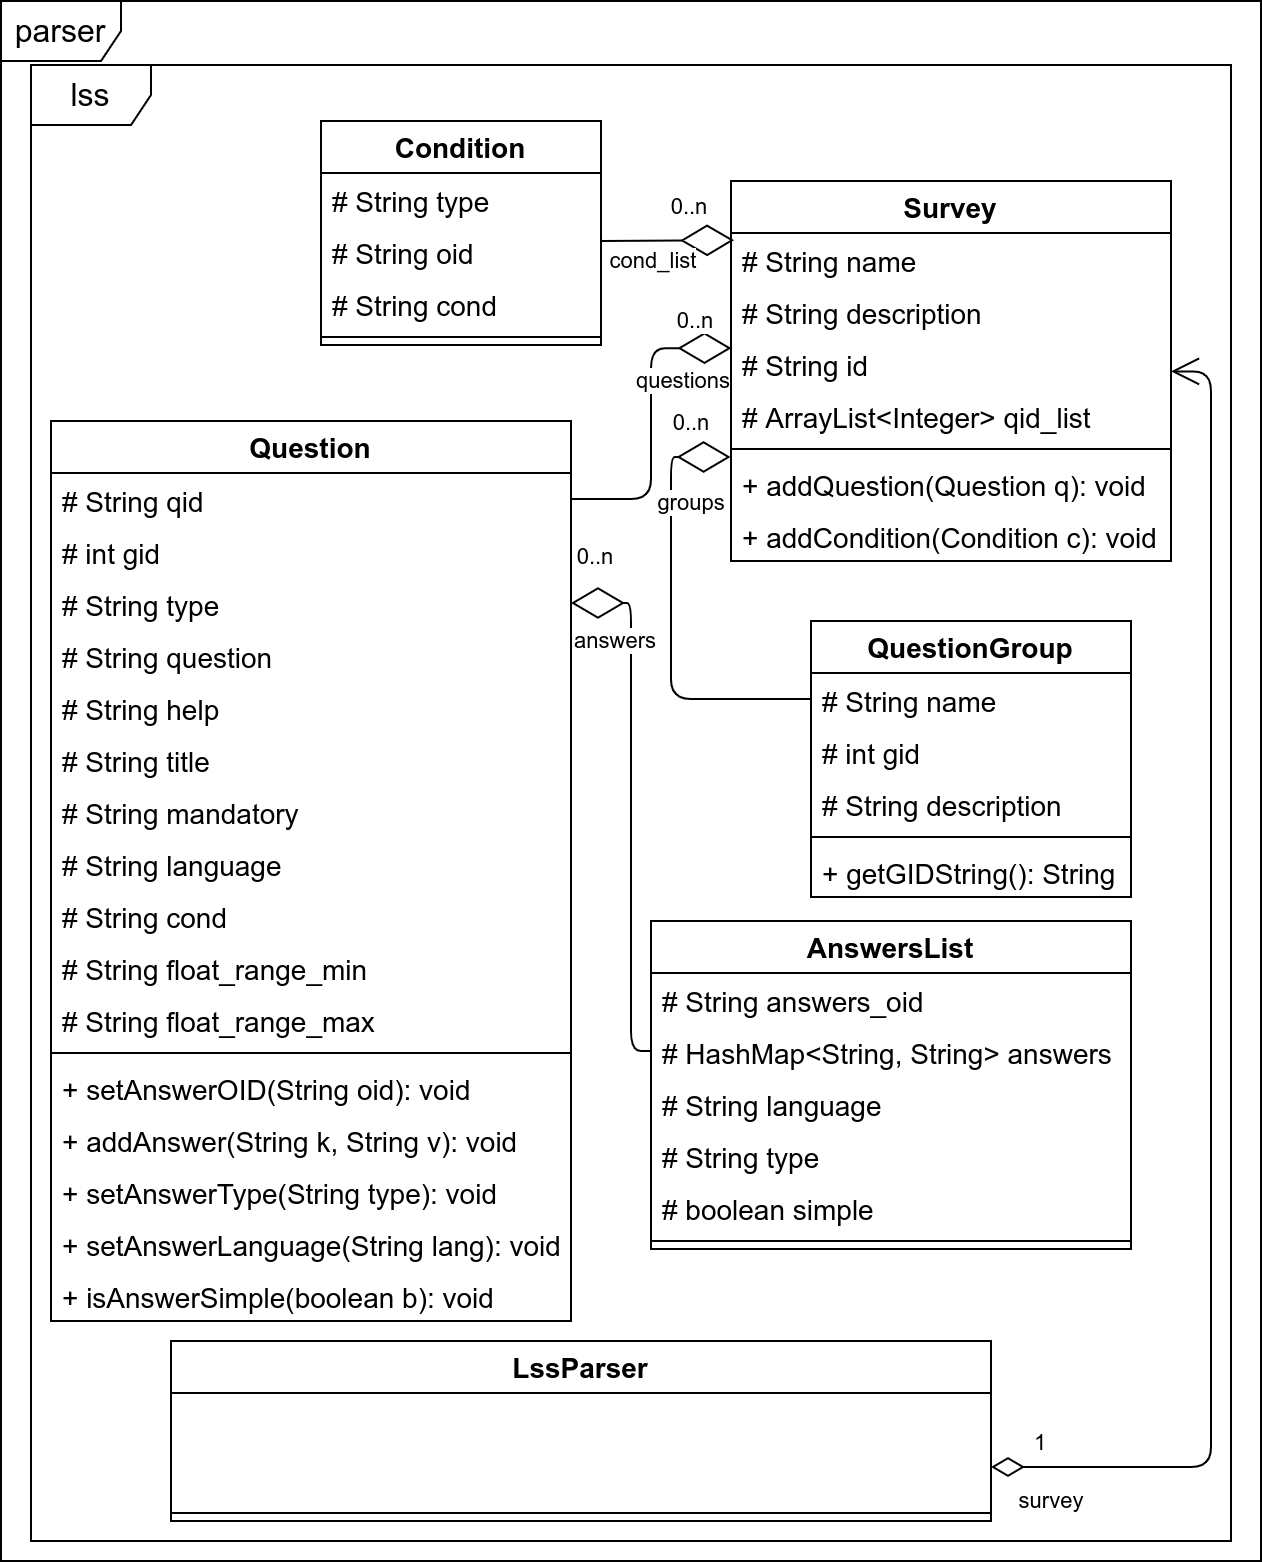 parser
lss
Condition
# String type
# String oid
# String cond
0..n
cond_list
Survey
# String name
# String description
# String id
# ArrayList<Integer> qid_list
+ addQuestion(Question q): void
+ addCondition(Condition c): void
0..n
questions
0..n
groups
Question
# String qid
# int gid
# String type
# String question
# String help
# String title
# String mandatory
# String language
# String cond
# String float_range_min
# String float_range_max
+ setAnswerOID(String oid): void
+ addAnswer(String k, String v): void
+ setAnswerType(String type): void
+ setAnswerLanguage(String lang): void
+ isAnswerSimple(boolean b): void
0..n
answers
QuestionGroup
# String name
# int gid
# String description
+ getGIDString(): String
AnswersList
# String answers_oid
# HashMap<String, String> answers
# String language
# String type
# boolean simple
LssParser
1
survey